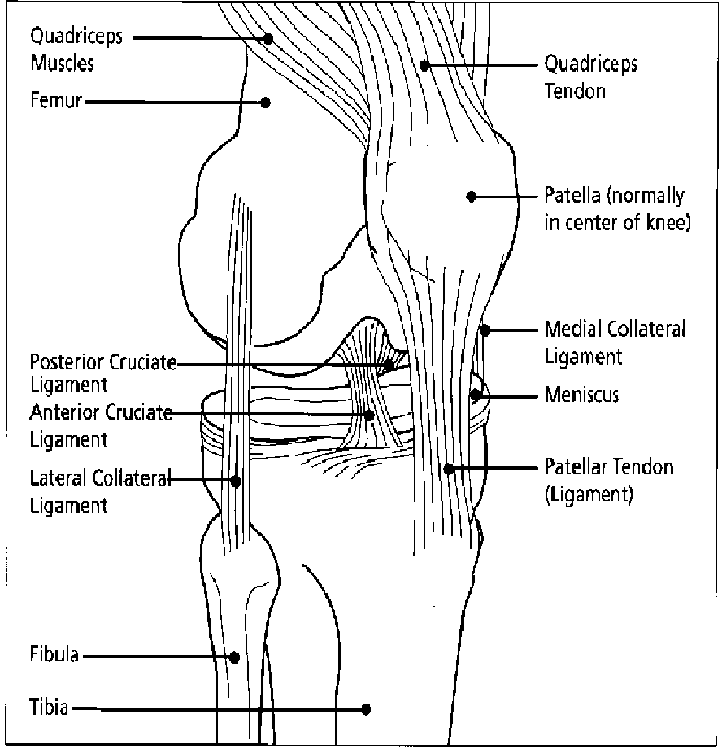 Quadriceps
Muscles
Femur
Posterior Cruciate
Ligament
Anterior Cruciate
Ligament
Lateral Collateral
Ligament
Fibula
Tibia
Quadriceps
Tendon
Patella (normally
in center of knee)
Medial Collateral
Ligament
Meniscus
Patellar Tendon
(Ligament)